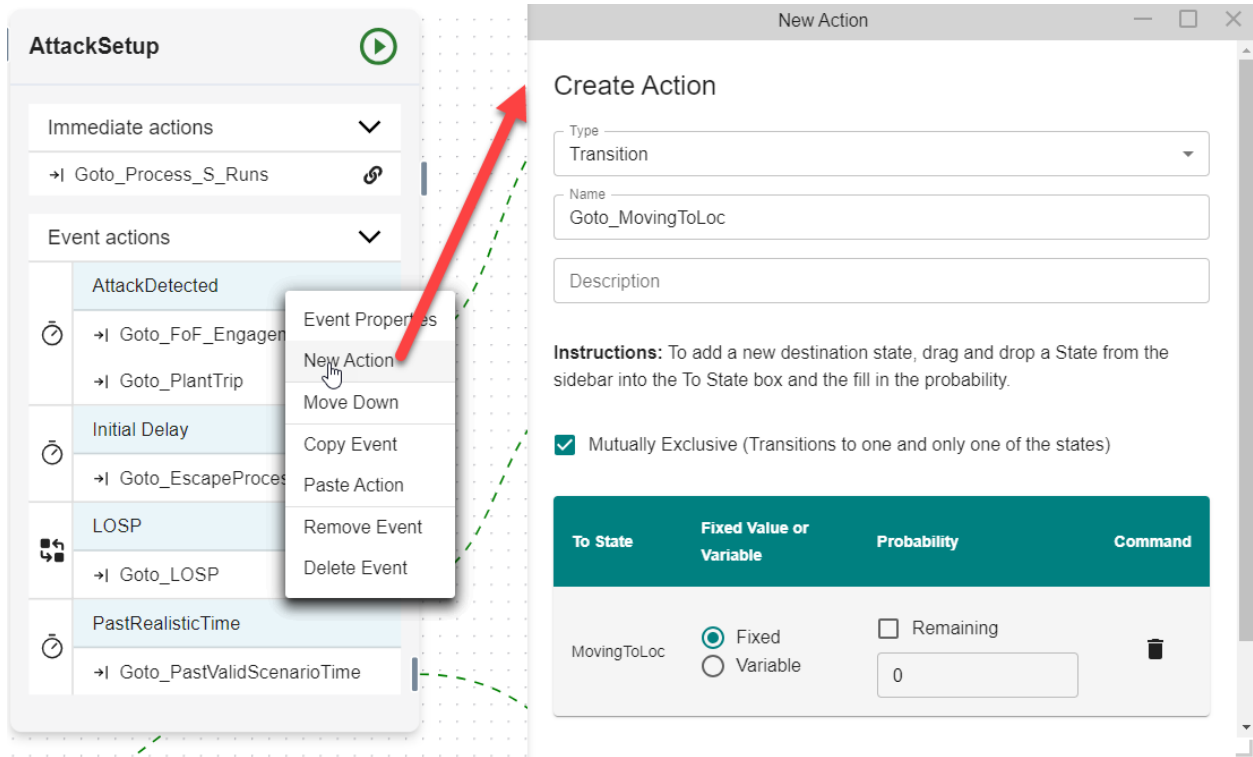 AttackSetup
Immediate actions
Goto_Process_S_Runs
Event actions
AttackDetected
Goto_FoF_Engagen
Goto_PlantTrip
Initial Delay
Goto_EscapeProces
LOSP
Goto_LOSP
PastRealisticTime
Goto_PastValidScenarioTime
Event Properties
New Action
Move Down
Copy Event
Paste Action
Remove Event
Delete Event
New Action
Create Action
Type
Transition
Name
Goto_MovingToLoc
Description
Instructions: To add a new destination state, drag and drop a State from the
sidebar into the To State box and the fill in the probability.
Mutually Exclusive (Transitions to one and only one of the states)
To State
Fixed Value or
Variable
Probability
Command
MovingToLoc
Fixed
Variable
Remaining
0